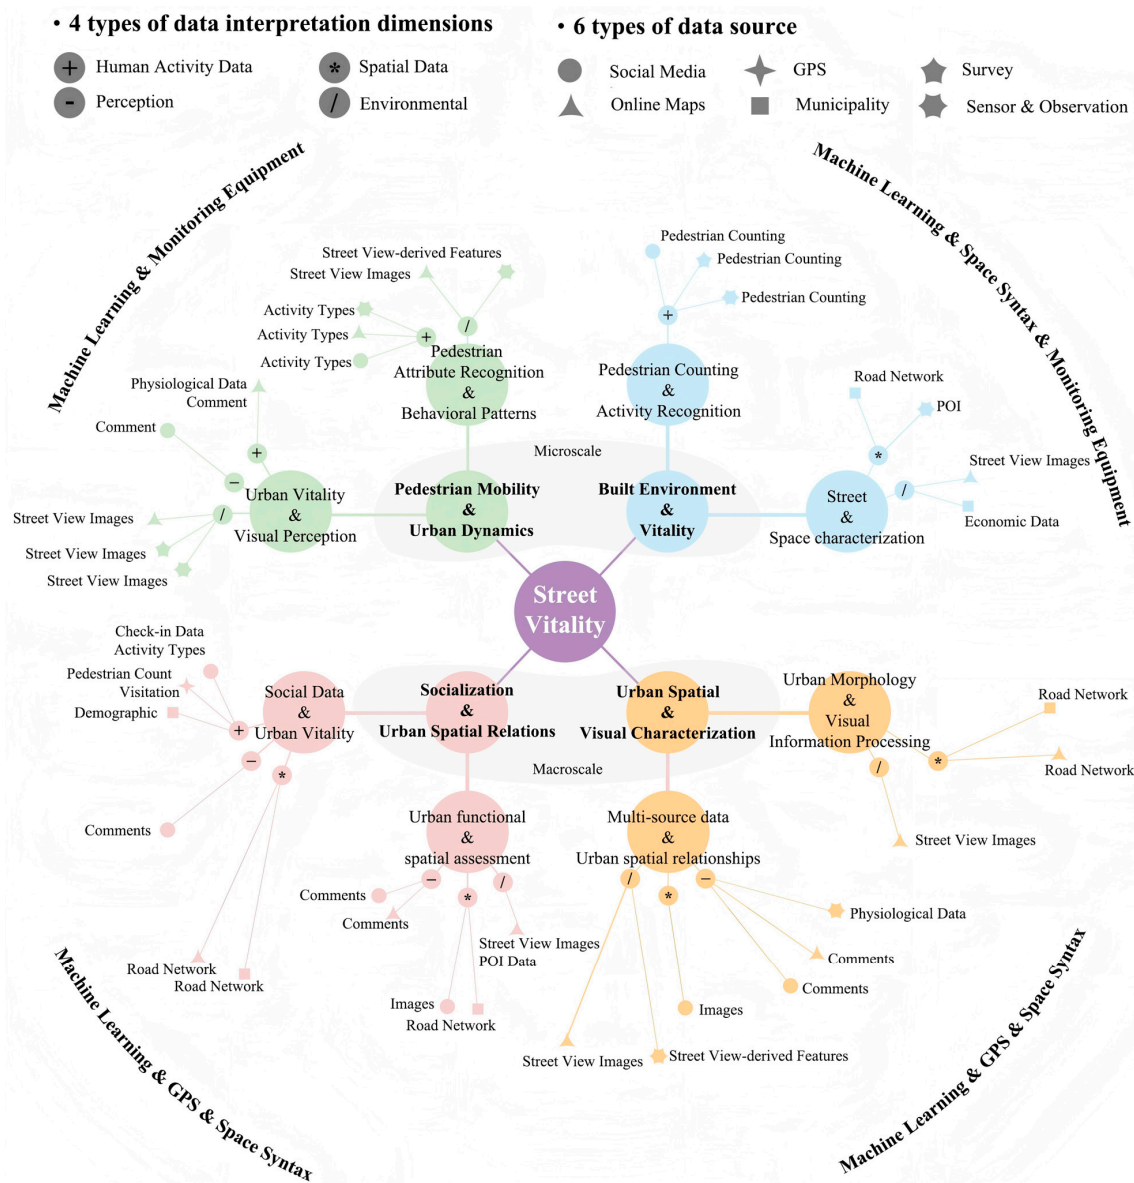 • 4 types of data interpretation dimensions
+ Human Activity Data
* Spatial Data
- Perception
/ Environmental
• 6 types of data source
Social Media
GPS
Survey
Online Maps
Municipality
Sensor & Observation
Machine Learning & Monitoring Equipment
Machine Learning & Space Syntax & Monitoring Equipment
Street View-derived Features
Street View Images
Activity Types
Activity Types
Activity Types
+
/
Pedestrian
Attribute Recognition
&
Behavioral Patterns
Pedestrian Counting
Pedestrian Counting
Pedestrian Counting
+
Pedestrian Counting
&
Activity Recognition
Physiological Data
Comment
Comment
+
−
/
Urban Vitality
&
Visual Perception
Street View Images
Street View Images
Street View Images
Microscale
Pedestrian Mobility
&
Urban Dynamics
Built Environment
&
Vitality
Road Network
POI
*
/
Street View Images
Economic Data
Street
&
Space characterization
Street
Vitality
Check-in Data
Activity Types
Pedestrian Count
Visitation
Demographic
+
−
*
Social Data
&
Urban Vitality
Comments
Road Network
Road Network
Socialization
&
Urban Spatial Relations
Urban Spatial
&
Visual Characterization
Macroscale
Urban Morphology
&
Visual
Information Processing
/
*
Road Network
Road Network
Street View Images
Urban functional
&
spatial assessment
−
*
/
Comments
Comments
Street View Images
POI Data
Images
Road Network
Multi-source data
&
Urban spatial relationships
/
*
−
Physiological Data
Comments
Comments
Images
Street View Images
Street View-derived Features
Machine Learning & GPS & Space Syntax
Machine Learning & GPS & Space Syntax